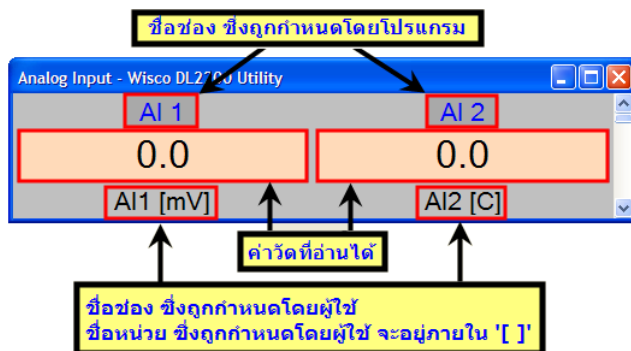 ชื่อช่อง ซึ่งถูกกำหนดโดยโปรแกรม
Analog Input - Wisco DL2200 Utility
AI 1 AI 2
0.0 0.0
AI1 [mV] AI2 [C]
ค่าวัดที่อ่านได้
ชื่อช่อง ซึ่งถูกกำหนดโดยผู้ใช้
ชื่อหน่วย ซึ่งถูกกำหนดโดยผู้ใช้ จะอยู่ภายใน '[ ]'